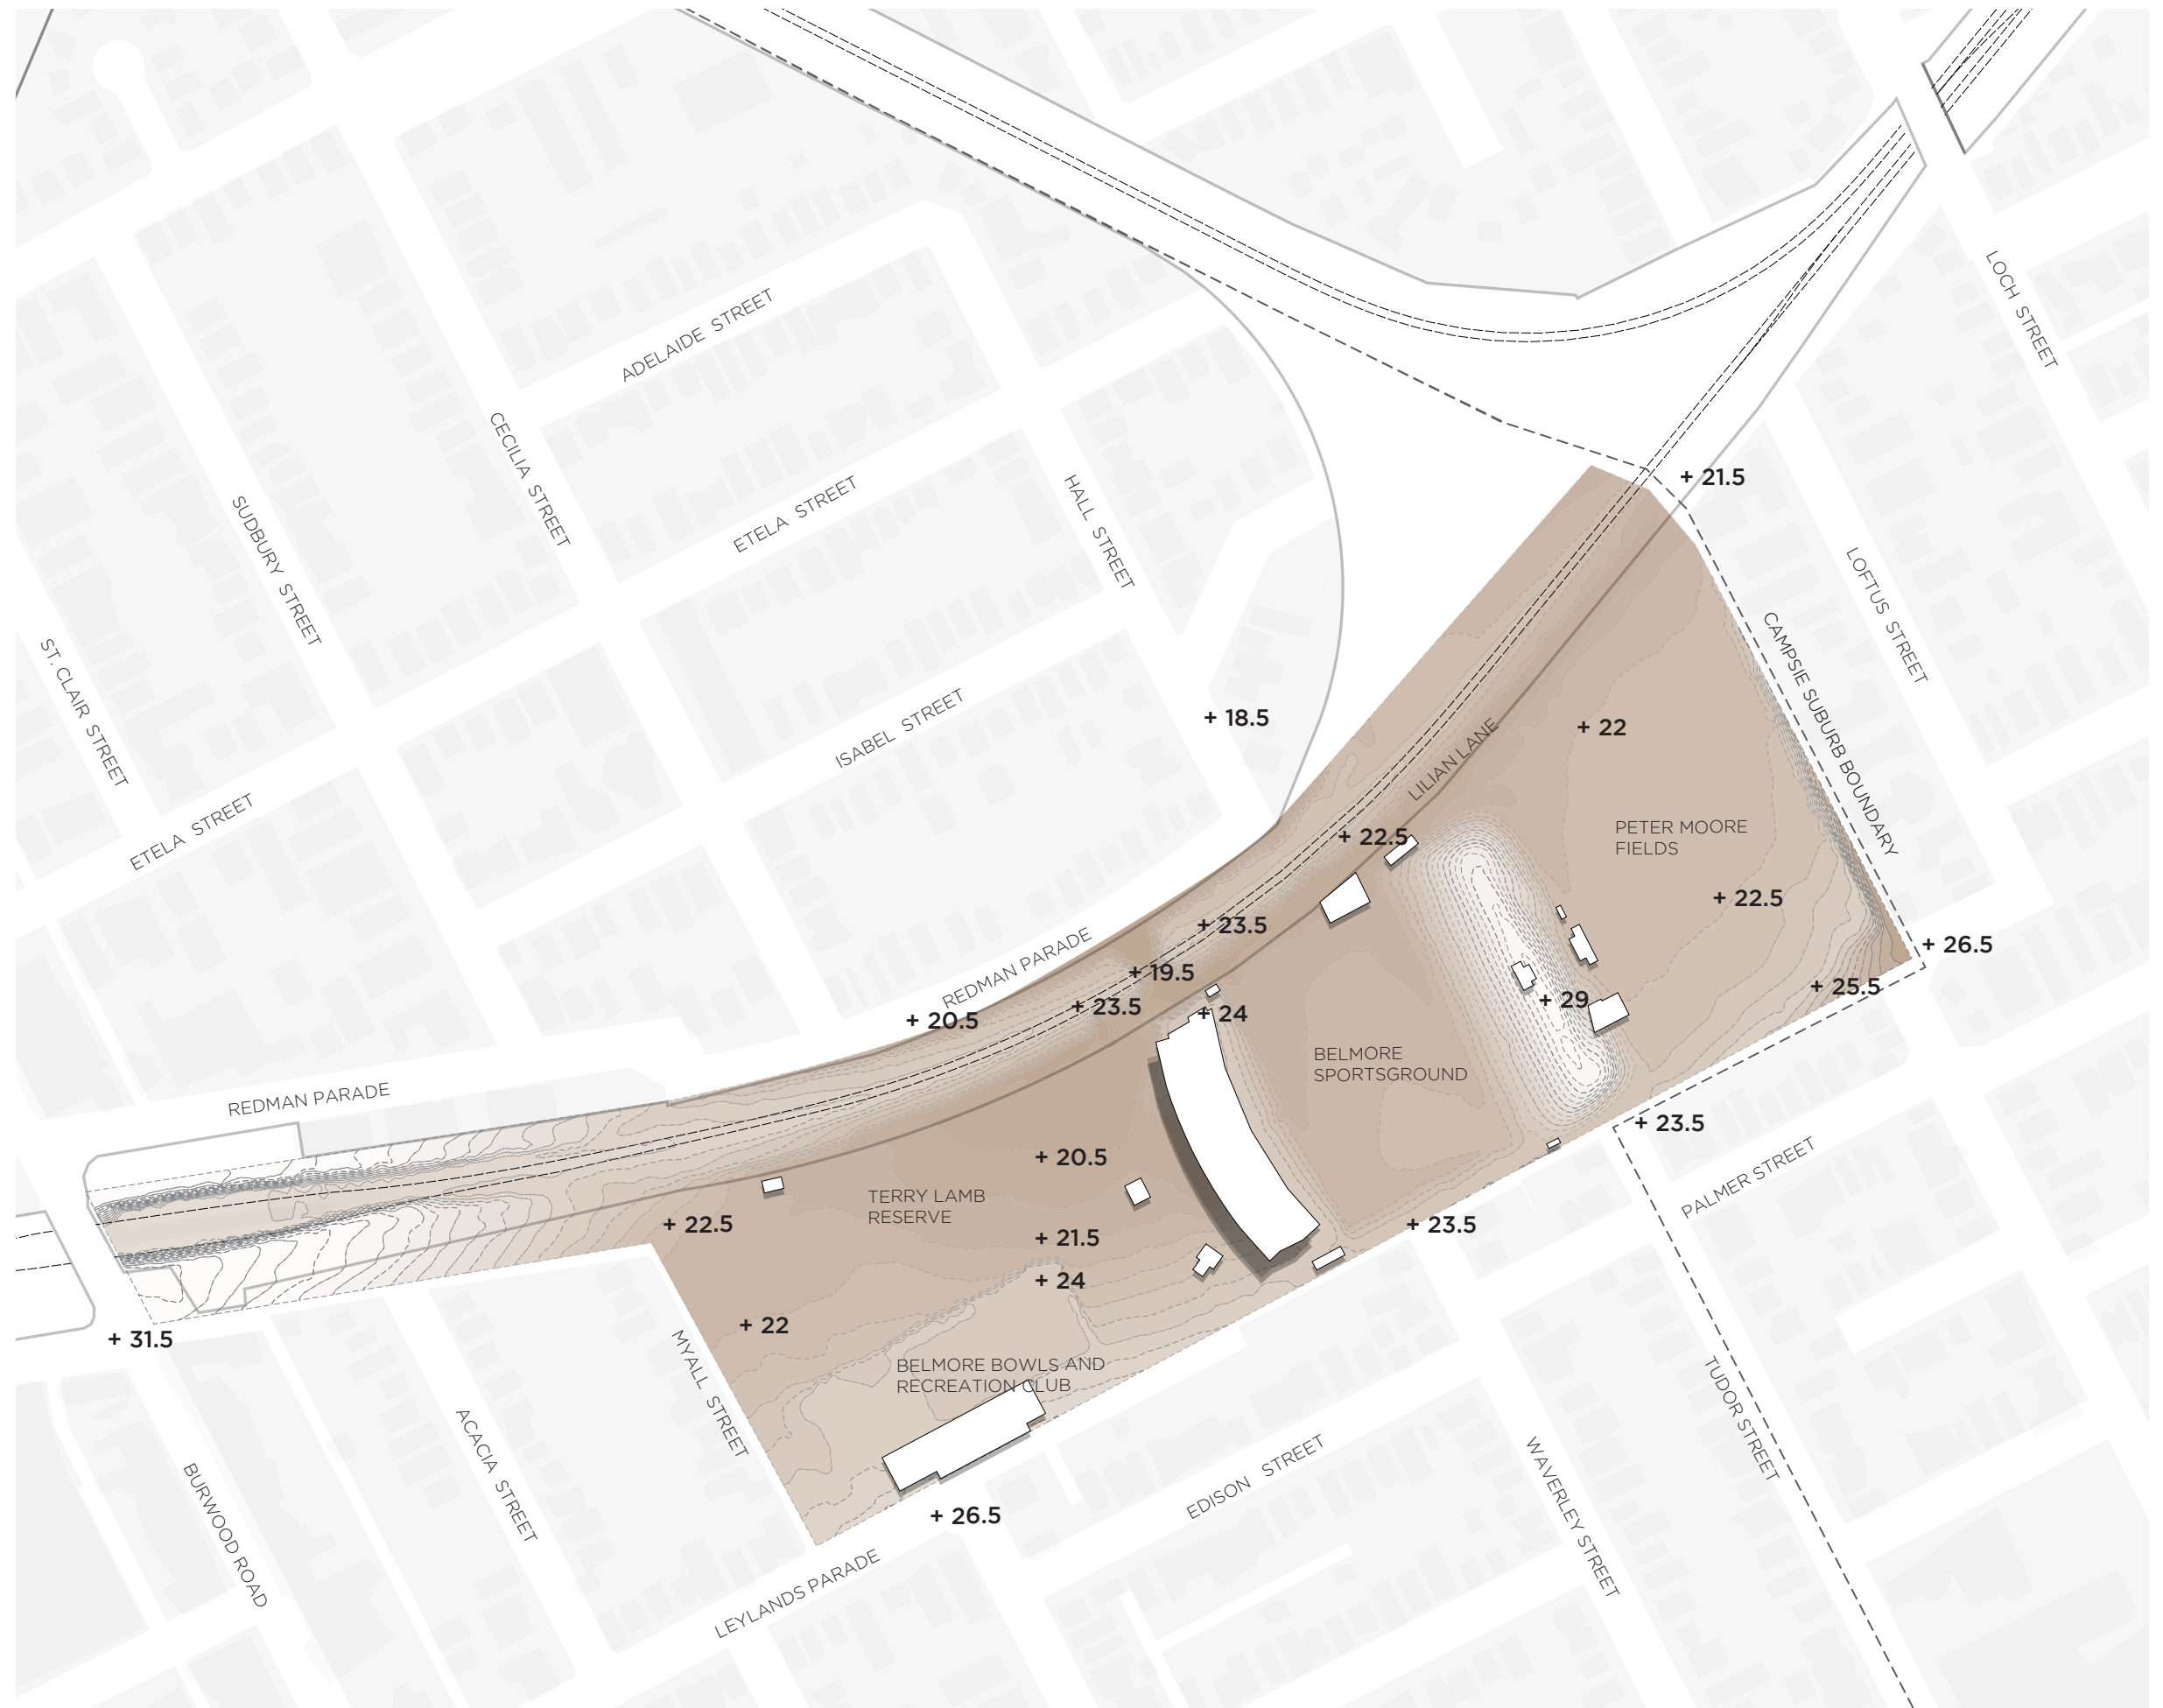 LOCH STREET
ADELAIDE STREET
CECILIA STREET
+ 21.5
ETELA STREET
HALL STREET
SUDBURY STREET
LOFTUS STREET
ST. CLAIR STREET
CAMPSIE SUBURB BOUNDARY
+ 18.5
+ 22
ISABEL STREET
LILIAN LANE
ETELA STREET
+ 22.5
PETER MOORE
FIELDS
+ 22.5
+ 23.5
REDMAN PARADE
+ 26.5
+ 19.5
+ 25.5
+ 29
+ 23.5
+ 24
+ 20.5
BELMORE
SPORTSGROUND
REDMAN PARADE
+ 23.5
+ 20.5
PALMER STREET
TERRY LAMB
RESERVE
+ 22.5
+ 23.5
+ 21.5
+ 24
+ 22
+ 31.5
MYALL STREET
BELMORE BOWLS AND
RECREATION CLUB
TUDOR STREET
ACACIA STREET
BURWOOD ROAD
EDISON STREET
WAVERLEY STREET
+ 26.5
LEYLANDS PARADE